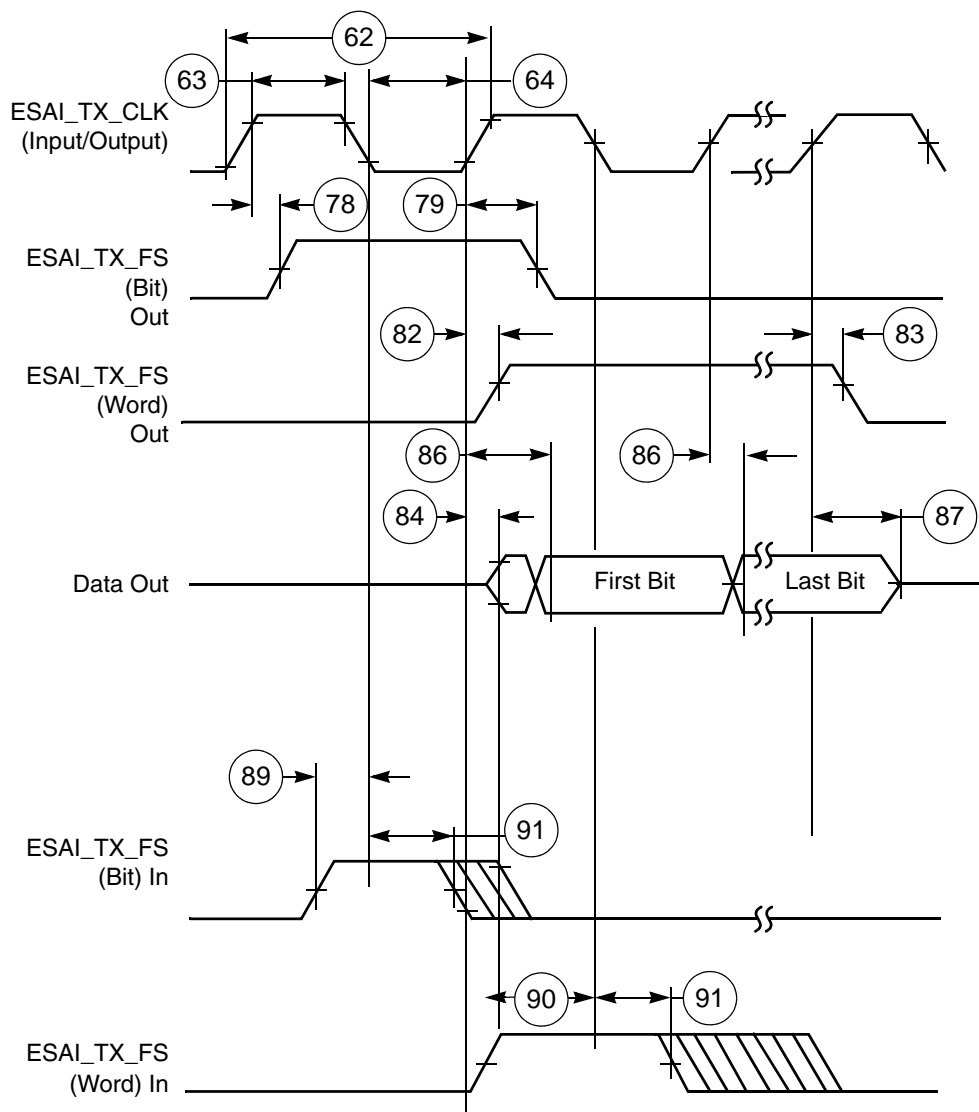 62
63
64
ESAI_TX_CLK
(Input/Output)
78
79
ESAI_TX_FS
(Bit)
Out
82
83
ESAI_TX_FS
(Word)
Out
86
86
84
87
Data Out
First Bit
Last Bit
89
91
ESAI_TX_FS
(Bit) In
90
91
ESAI_TX_FS
(Word) In